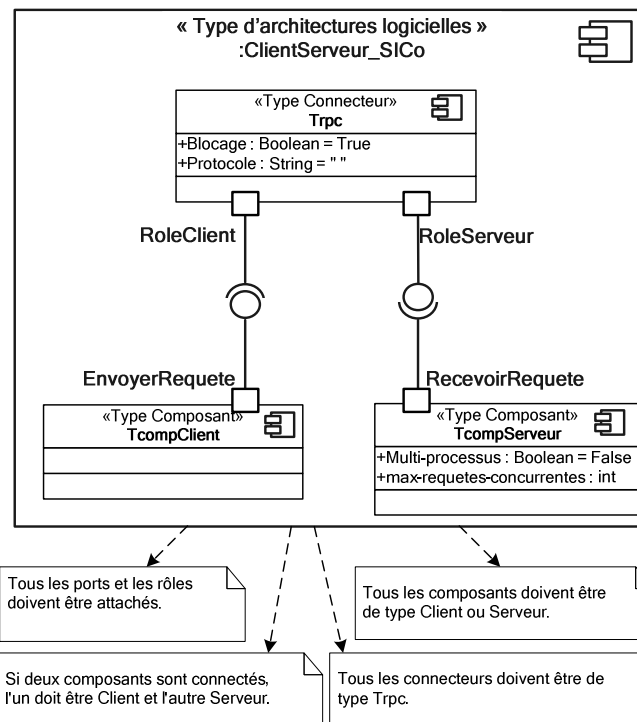 « Type d'architectures logicielles »
:ClientServeur_SICo
«Type Connecteur»
Trpc
+Blocage : Boolean = True
+Protocole : String = " "
RoleClient
RoleServeur
EnvoyerRequete
RecevoirRequete
«Type Composant»
TcompClient
«Type Composant»
TcompServeur
+Multi-processus : Boolean = False
+max-requetes-concurrentes : int
Tous les ports et les rôles
doivent être attachés.
Tous les composants doivent être
de type Client ou Serveur.
Si deux composants sont connectés,
l'un doit être Client et l'autre Serveur.
Tous les connecteurs doivent être de
type Trpc.